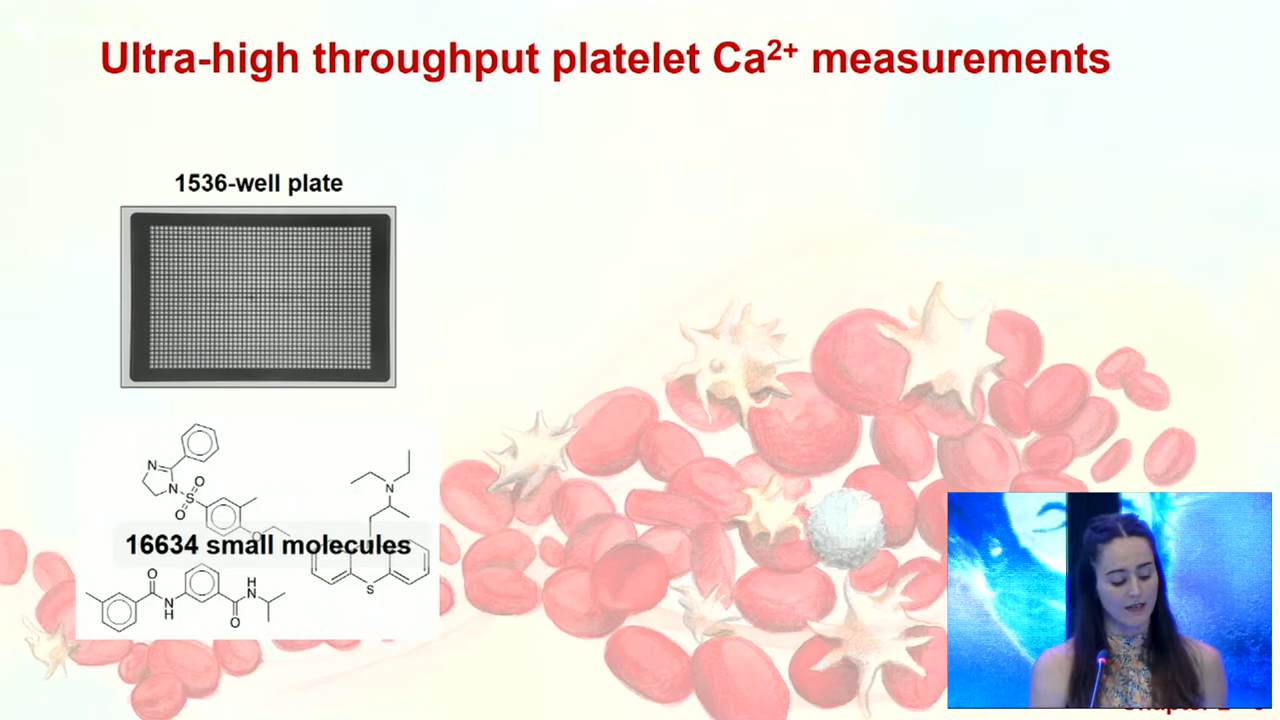 Ultra-high throughput platelet Ca²⁺ measurements
1536-well plate
16634 small molecules
N
N
S
O
O
O
N
S
O
N
H
O
H
N